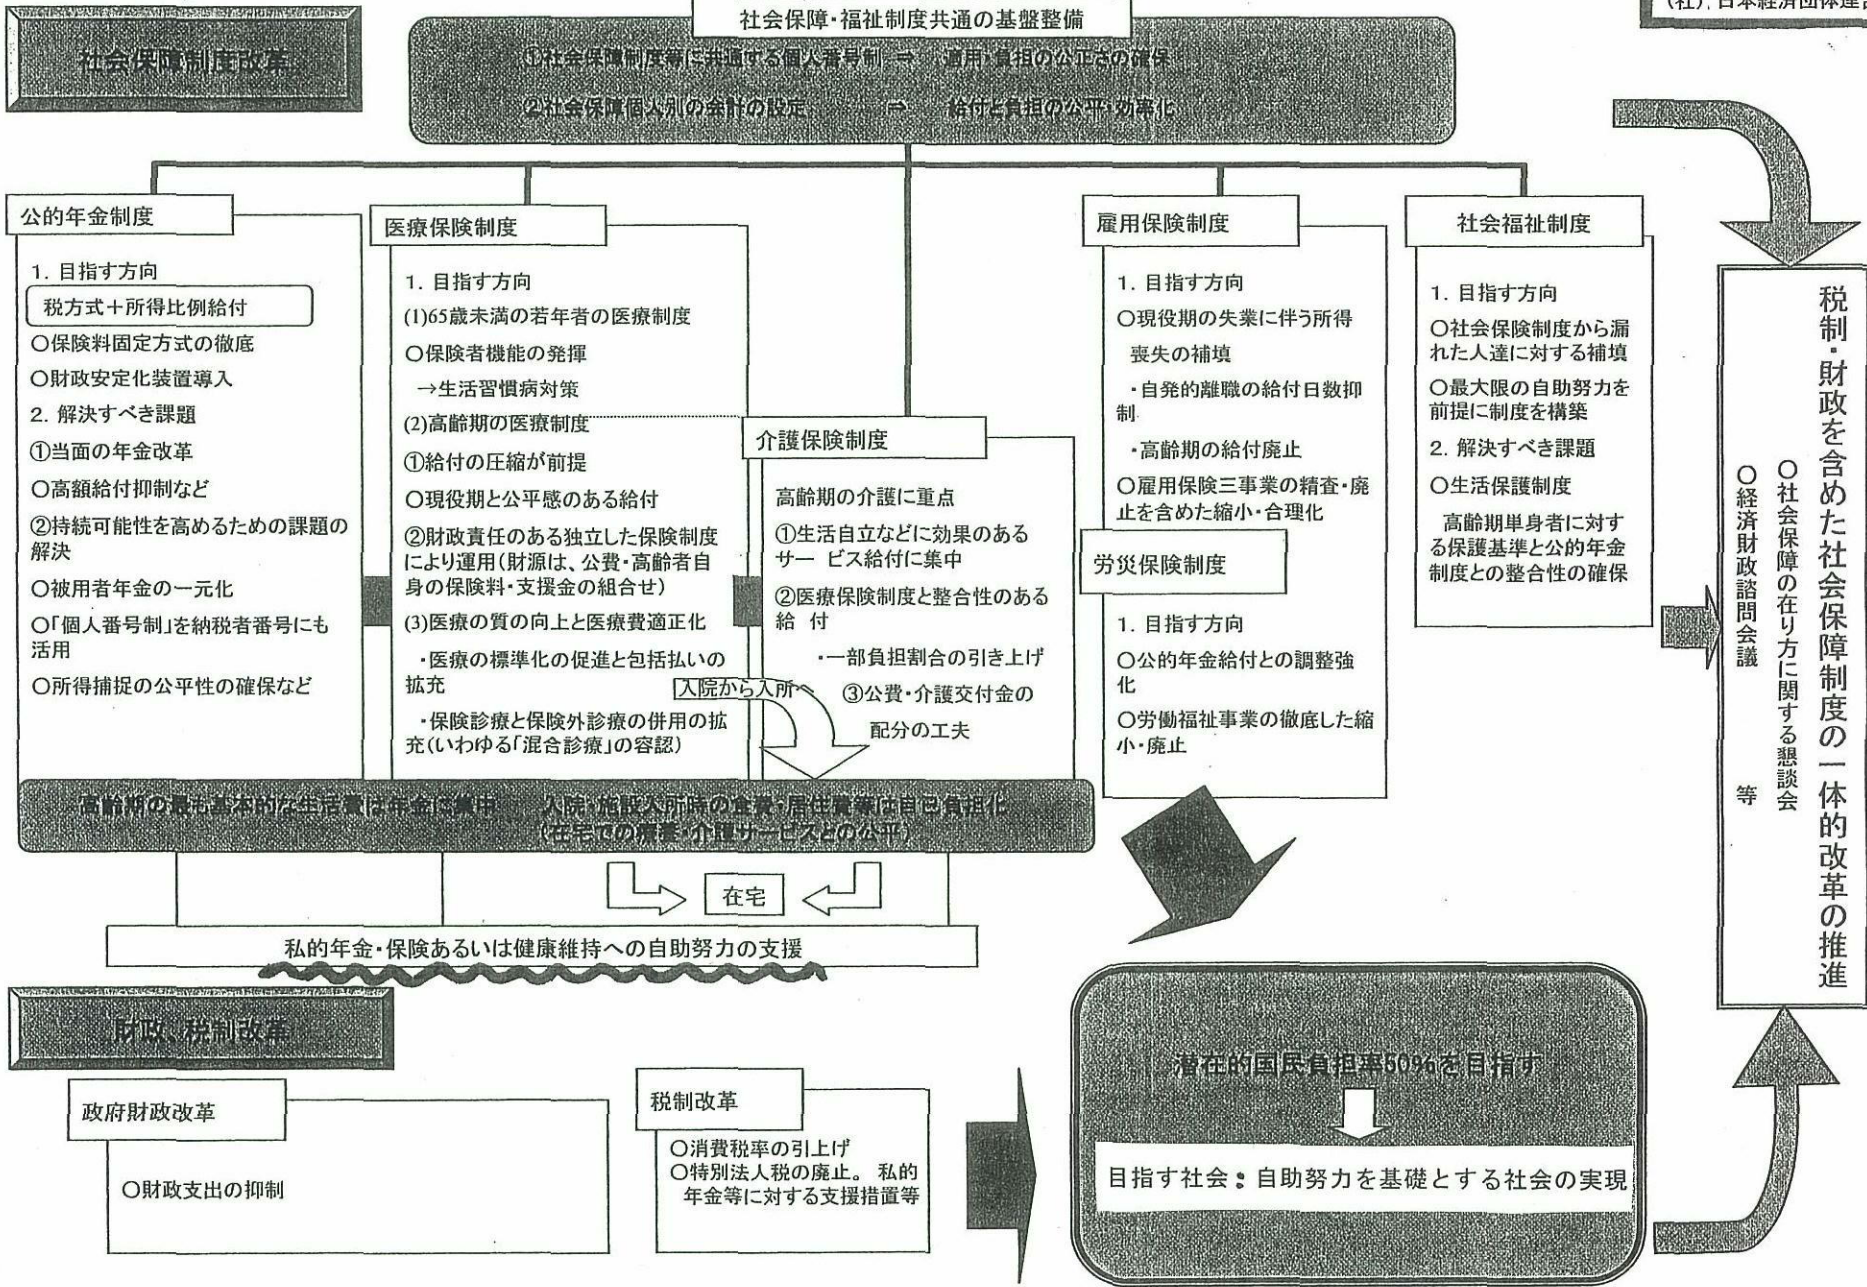 社会保障・福祉制度共通の基盤整備
(社)、日本経済団体連合
社会保障制度改革
①社会保障制度等に共通する個人番号制 ⇒ 適用・負担の公正さの確保
②社会保障個人別の会計の設定 ⇒ 給付と負担の公平・効率化
公的年金制度
1. 目指す方向
税方式+所得比例給付
○保険料固定方式の徹底
○財政安定化装置導入
2. 解決すべき課題
①当面の年金改革
○高額給付抑制など
②持続可能性を高めるための課題の
解決
○被用者年金の一元化
○「個人番号制」を納税者番号にも
活用
○所得捕捉の公平性の確保など
医療保険制度
1. 目指す方向
(1)65歳未満の若年者の医療制度
○保険者機能の発揮
→生活習慣病対策
(2)高齢期の医療制度
①給付の圧縮が前提
○現役期と公平感のある給付
②財政責任のある独立した保険制度
により運用(財源は、公費・高齢者自
身の保険料・支援金の組合せ)
(3)医療の質の向上と医療費適正化
・医療の標準化の促進と包括払いの
拡充
・保険診療と保険外診療の併用の拡
充(いわゆる「混合診療」の容認)
入院から入所へ
介護保険制度
高齢期の介護に重点
①生活自立などに効果のある
サー ビス給付に集中
②医療保険制度と整合性のある
給 付
・一部負担割合の引き上げ
③公費・介護交付金の
配分の工夫
雇用保険制度
1. 目指す方向
○現役期の失業に伴う所得
喪失の補填
・自発的離職の給付日数抑
制
・高齢期の給付廃止
○雇用保険三事業の精査・廃
止を含めた縮小・合理化
労災保険制度
1. 目指す方向
○公的年金給付との調整強
化
○労働福祉事業の徹底した縮
小・廃止
社会福祉制度
1. 目指す方向
○社会保険制度から漏
れた人達に対する補填
○最大限の自助努力を
前提に制度を構築
2. 解決すべき課題
○生活保護制度
高齢期単身者に対す
る保護基準と公的年金
制度との整合性の確保
税制・財政を含めた社会保障制度の一体的改革の推進
○社会保障の在り方に関する懇談会
○経済財政諮問会議 等
高齢期の最も基本的な生活費は年金に集中 入院・施設入所時の食費・居住費等は自己負担化
(在宅での療養・介護サービスとの公平)
在宅
私的年金・保険あるいは健康維持への自助努力の支援
財政、税制改革
政府財政改革
○財政支出の抑制
税制改革
○消費税率の引上げ
○特別法人税の廃止。 私的
年金等に対する支援措置等
潜在的国民負担率50%を目指す
目指す社会:自助努力を基礎とする社会の実現